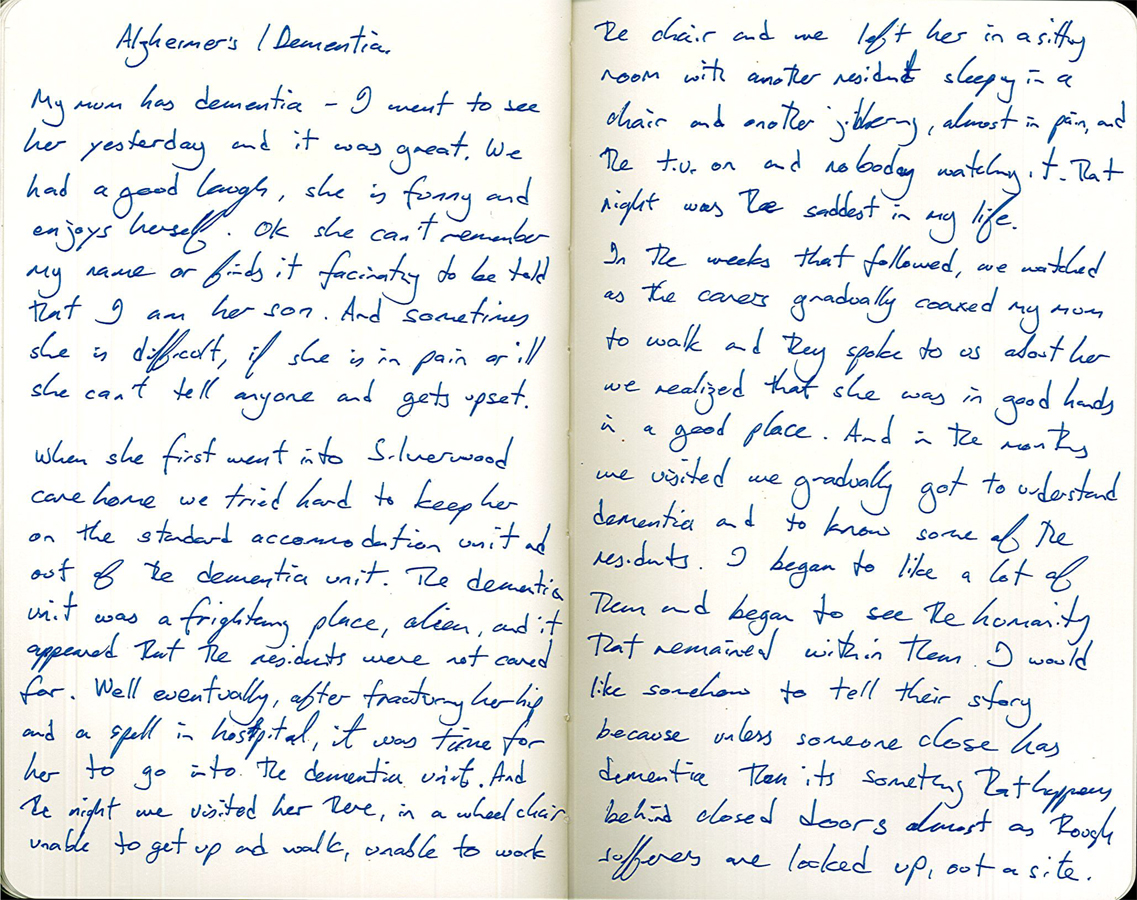 Alzheimer's / Dementia.
My mum has dementia – I went to see
her yesterday and it was great. We
had a good laugh, she is funny and
enjoys herself. OK she can't remember
my name or finds it facinating to be told
that I am her son. And sometimes
she is difficult, if she is in pain or ill
she can't tell anyone and gets upset.
When she first went into Silverwood
care home we tried hard to keep her
on the standard accommodation unit and
out of the dementia unit. The dementia
unit was a frightening place, alien, and it
appeared that the residents were not cared
for. Well eventually, after fracturing her hip
and a spell in hospital, it was time for
her to go into the dementia unit. And
the night we visited her there, in a wheel chair
unable to get up and walk, unable to work
the chair and we left her in a sitting
room with another resident sleeping in a
chair and another jibbering, almost in pain, and
the t.v. on and noboday watching it. That
night was the saddest in my life.
In the weeks that followed, we watched
as the carers gradually coaxed my mum
to walk and they spoke to us about her
we realized that she was in good hands
in a good place. And in the months
we visited we gradually got to understand
dementia and to know some of the
residents. I began to like a lot of
them and began to see the humanity
that remained within them. I would
like somehow to tell their story
because unless someone close has
dementia then its something that happens
behind closed doors almost as though
sufferers are locked up, out a site.